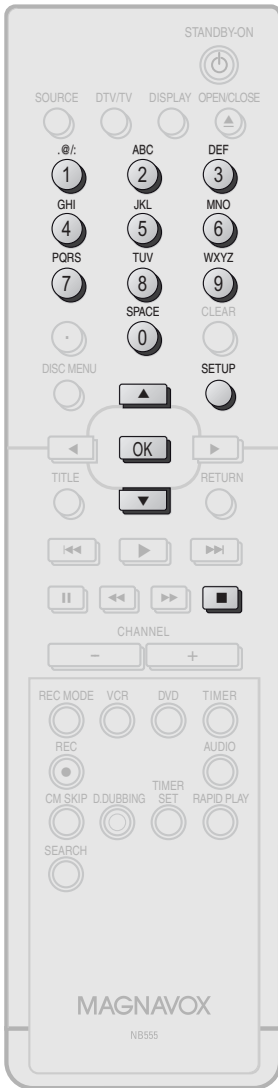 STANDBY-ON
SOURCE DTV/TV DISPLAY OPEN/CLOSE
.@/: ABC DEF
1 2 3
GHI JKL MNO
4 5 6
PQRS TUV WXYZ
7 8 9
SPACE CLEAR
0
DISC MENU SETUP
OK
TITLE RETURN
CHANNEL
− +
REC MODE VCR DVD TIMER
REC AUDIO
CM SKIP D.DUBBING TIMER SET RAPID PLAY
SEARCH
MAGNAVOX
NB555